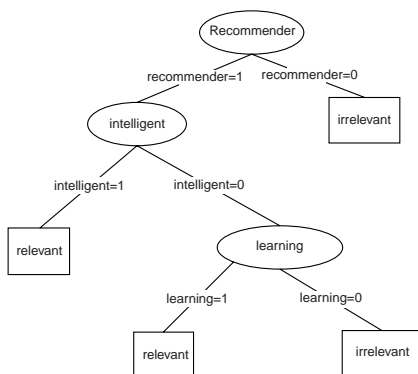 Recommender
recommender=1
recommender=0
intelligent
irrelevant
intelligent=1
intelligent=0
relevant
learning
learning=1
learning=0
relevant
irrelevant